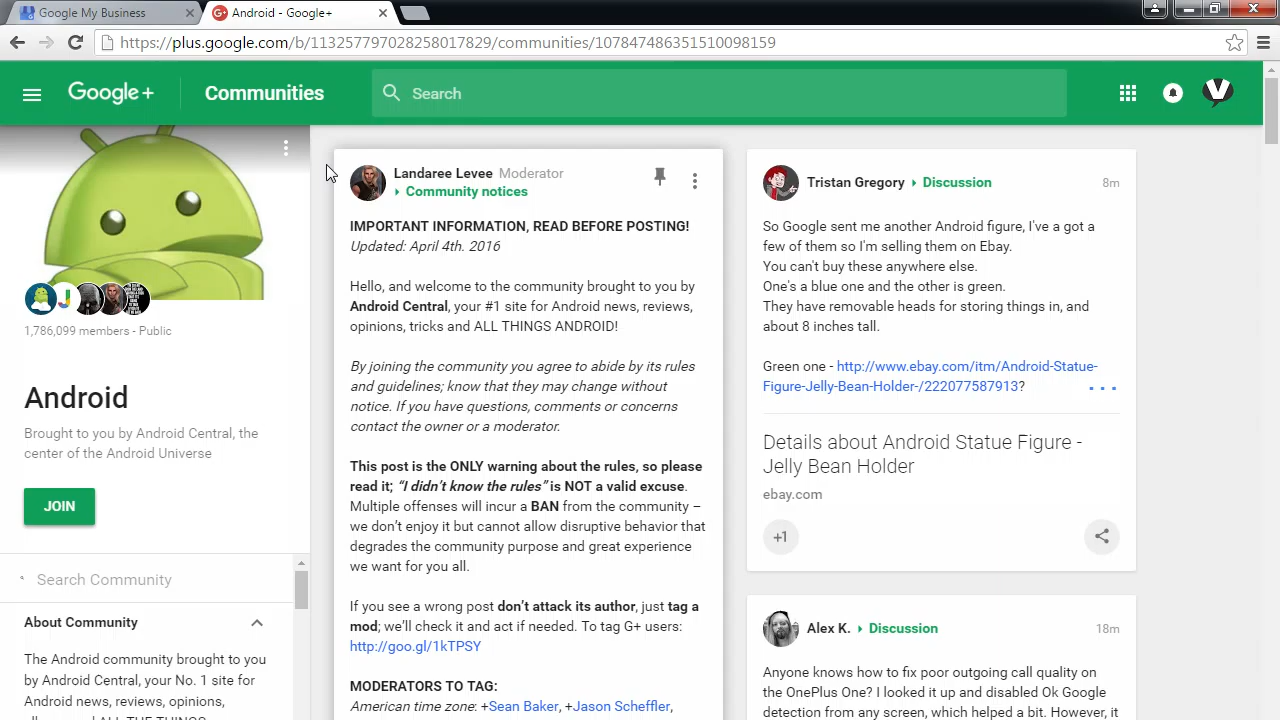 Google My Business
Android - Google+
https://plus.google.com/b/113257797028258017829/communities/107847486351510098159
Google+
Communities
Search
1,786,099 members - Public
Android
Brought to you by Android Central, the
center of the Android Universe
JOIN
Search Community
About Community
The Android community brought to you
by Android Central, your No. 1 site for
Android news, reviews, opinions,
Landaree Levee Moderator
Community notices
IMPORTANT INFORMATION, READ BEFORE POSTING!
Updated: April 4th. 2016
Hello, and welcome to the community brought to you by
Android Central, your #1 site for Android news, reviews,
opinions, tricks and ALL THINGS ANDROID!
By joining the community you agree to abide by its rules
and guidelines; know that they may change without
notice. If you have questions, comments or concerns
contact the owner or a moderator.
This post is the ONLY warning about the rules, so please
read it; “I didn’t know the rules” is NOT a valid excuse.
Multiple offenses will incur a BAN from the community –
we don’t enjoy it but cannot allow disruptive behavior that
degrades the community purpose and great experience
we want for you all.
If you see a wrong post don’t attack its author, just tag a
mod; we’ll check it and act if needed. To tag G+ users:
http://goo.gl/1kTPSY
MODERATORS TO TAG:
American time zone: +Sean Baker, +Jason Scheffler,
Tristan Gregory Discussion 8m
So Google sent me another Android figure, I've a got a
few of them so I'm selling them on Ebay.
You can't buy these anywhere else.
One's a blue one and the other is green.
They have removable heads for storing things in, and
about 8 inches tall.
Green one - http://www.ebay.com/itm/Android-Statue-
Figure-Jelly-Bean-Holder-/222077587913? ...
Details about Android Statue Figure -
Jelly Bean Holder
ebay.com
+1
Alex K. Discussion 18m
Anyone knows how to fix poor outgoing call quality on
the OnePlus One? I looked it up and disabled Ok Google
detection from any screen, which helped a bit. However, it